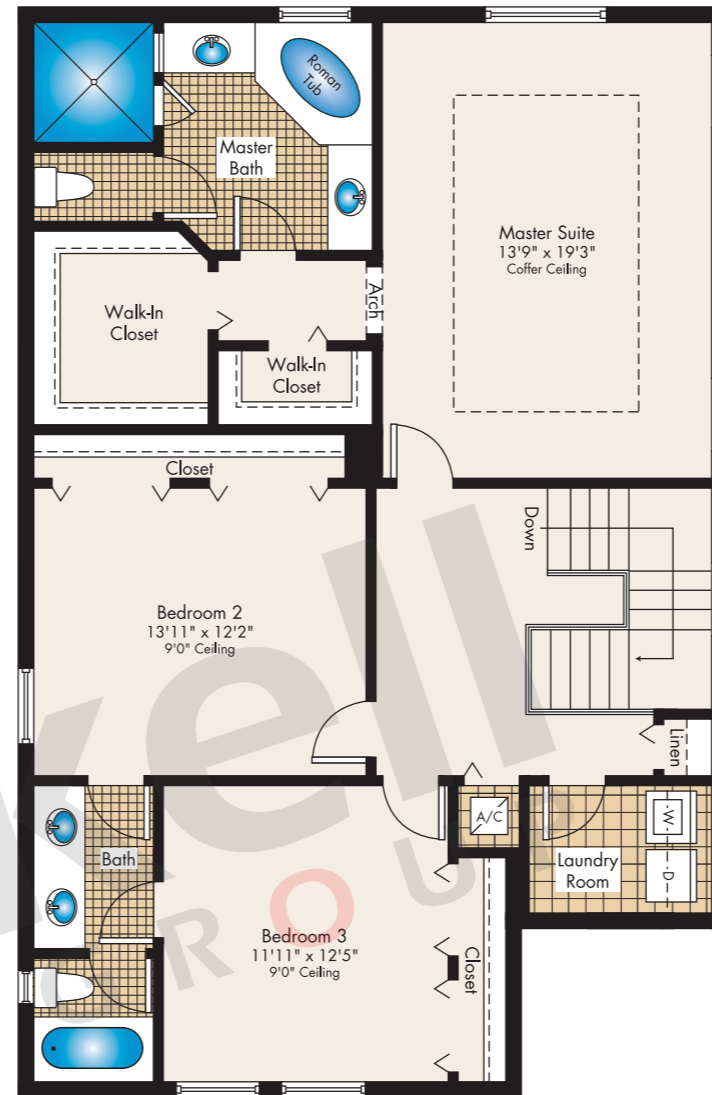 Roman
Tub
Master
Bath
Master Suite
13'9" x 19'3"
Coffer Ceiling
Arch
Walk-In
Closet
Walk-In
Closet
Closet
Down
Bedroom 2
13'11" x 12'2"
9'0" Ceiling
Linen
A/C
W
D
Laundry
Room
Bath
Bedroom 3
11'11" x 12'5"
9'0" Ceiling
Closet
kell
GROUP